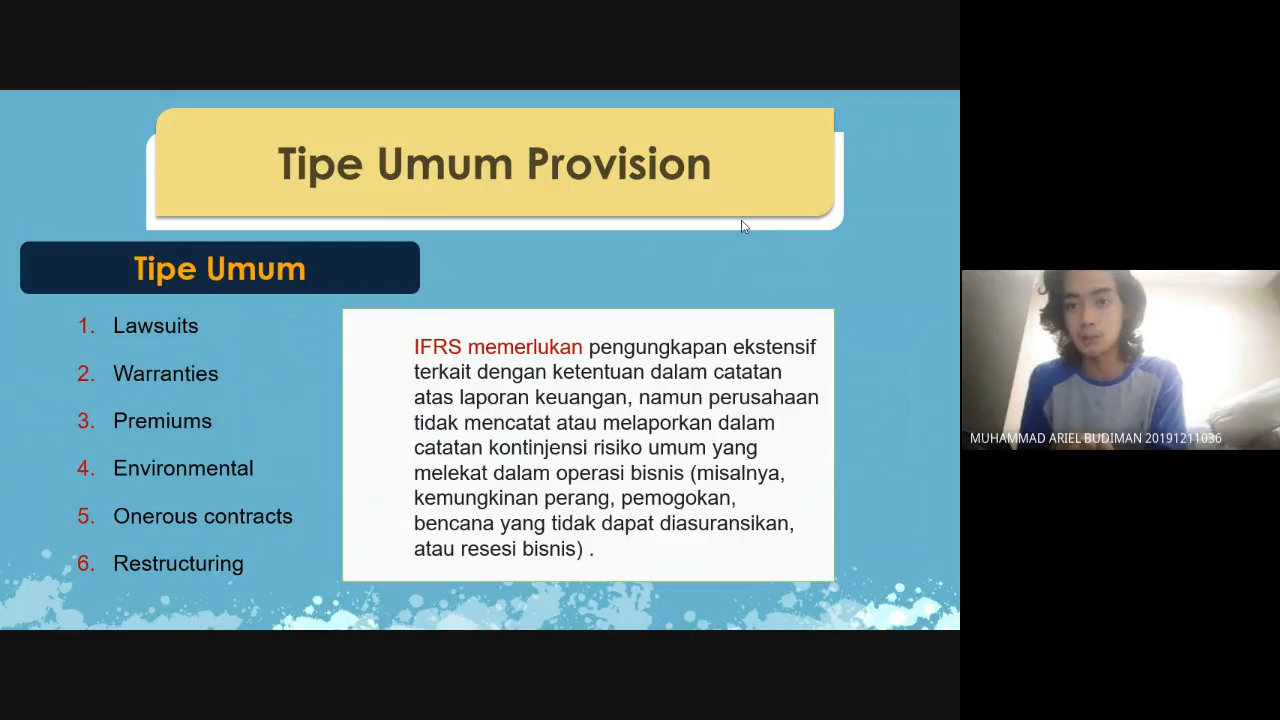 Tipe Umum Provision
Tipe Umum
1. Lawsuits
2. Warranties
3. Premiums
4. Environmental
5. Onerous contracts
6. Restructuring
IFRS memerlukan pengungkapan ekstensif
terkait dengan ketentuan dalam catatan
atas laporan keuangan, namun perusahaan
tidak mencatat atau melaporkan dalam
catatan kontinjensi risiko umum yang
melekat dalam operasi bisnis (misalnya,
kemungkinan perang, pemogokan,
bencana yang tidak dapat diasuransikan,
atau resesi bisnis) .
MUHAMMAD ARIEL BUDIMAN 20191211036